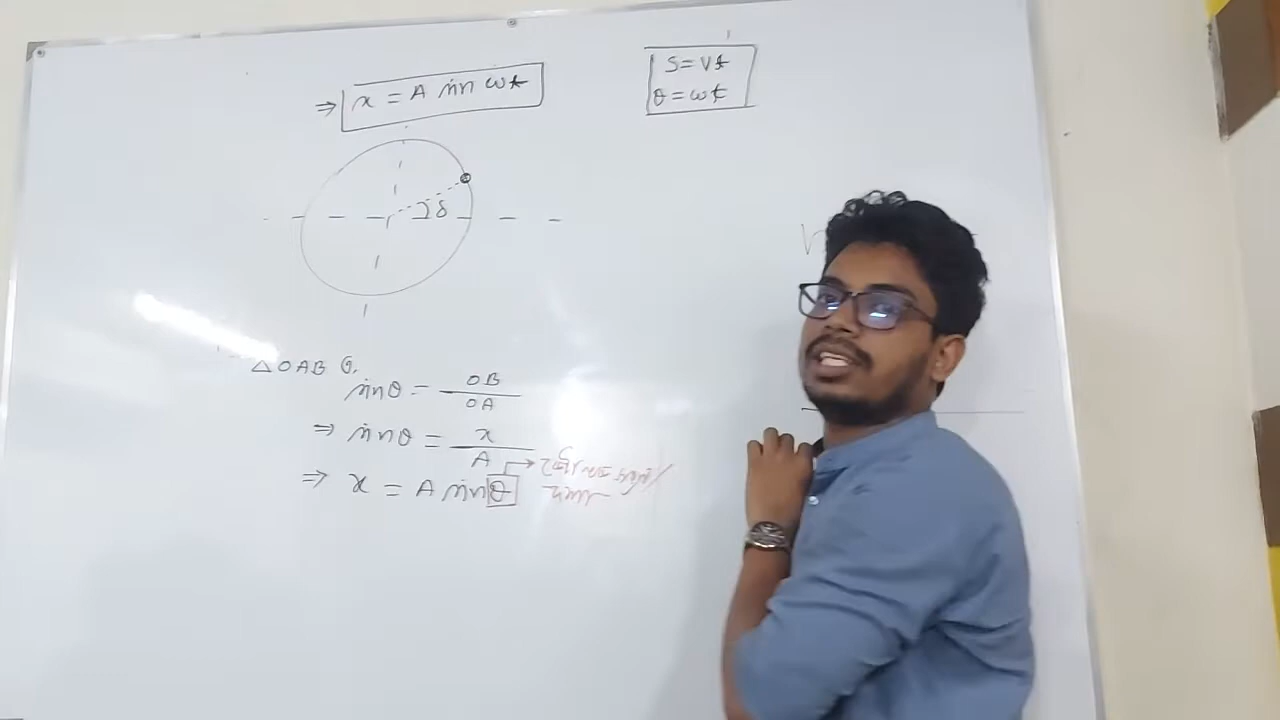 ⇒ x = A sin ωt
S = vt
θ = ωt
δ
△OAB এ,
sinθ = OB / OA
⇒ sinθ = x / A
⇒ x = A sinθ →